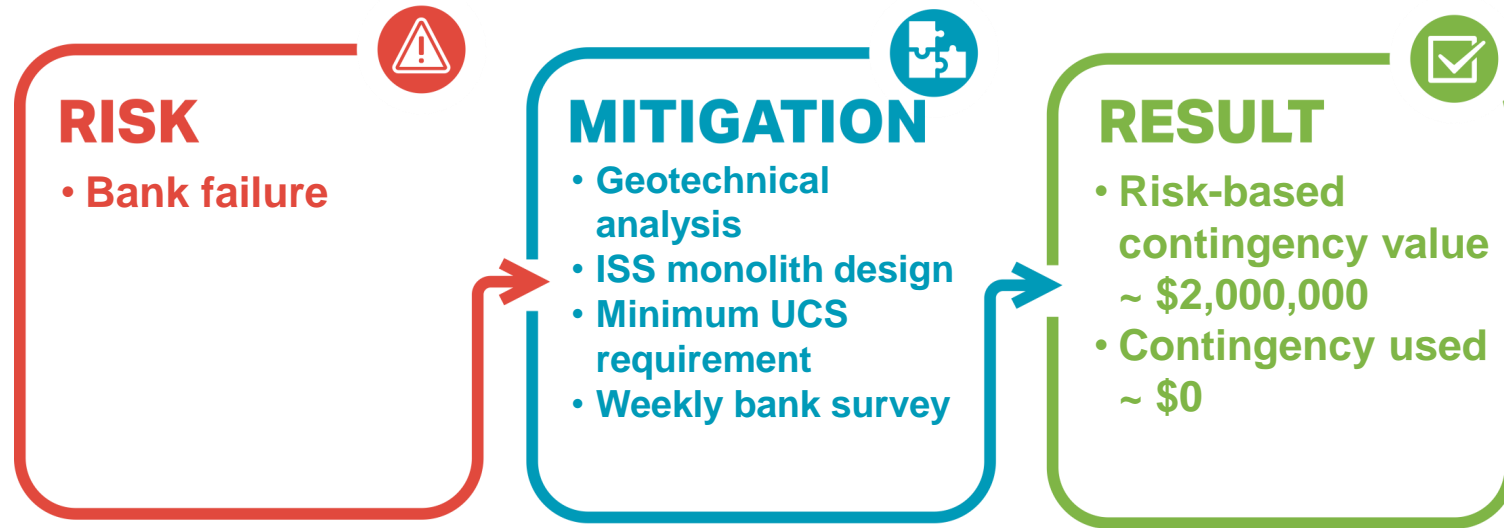 RISK
• Bank failure
MITIGATION
• Geotechnical
analysis
• ISS monolith design
• Minimum UCS
requirement
• Weekly bank survey
RESULT
• Risk-based
contingency value
~ $2,000,000
• Contingency used
~ $0